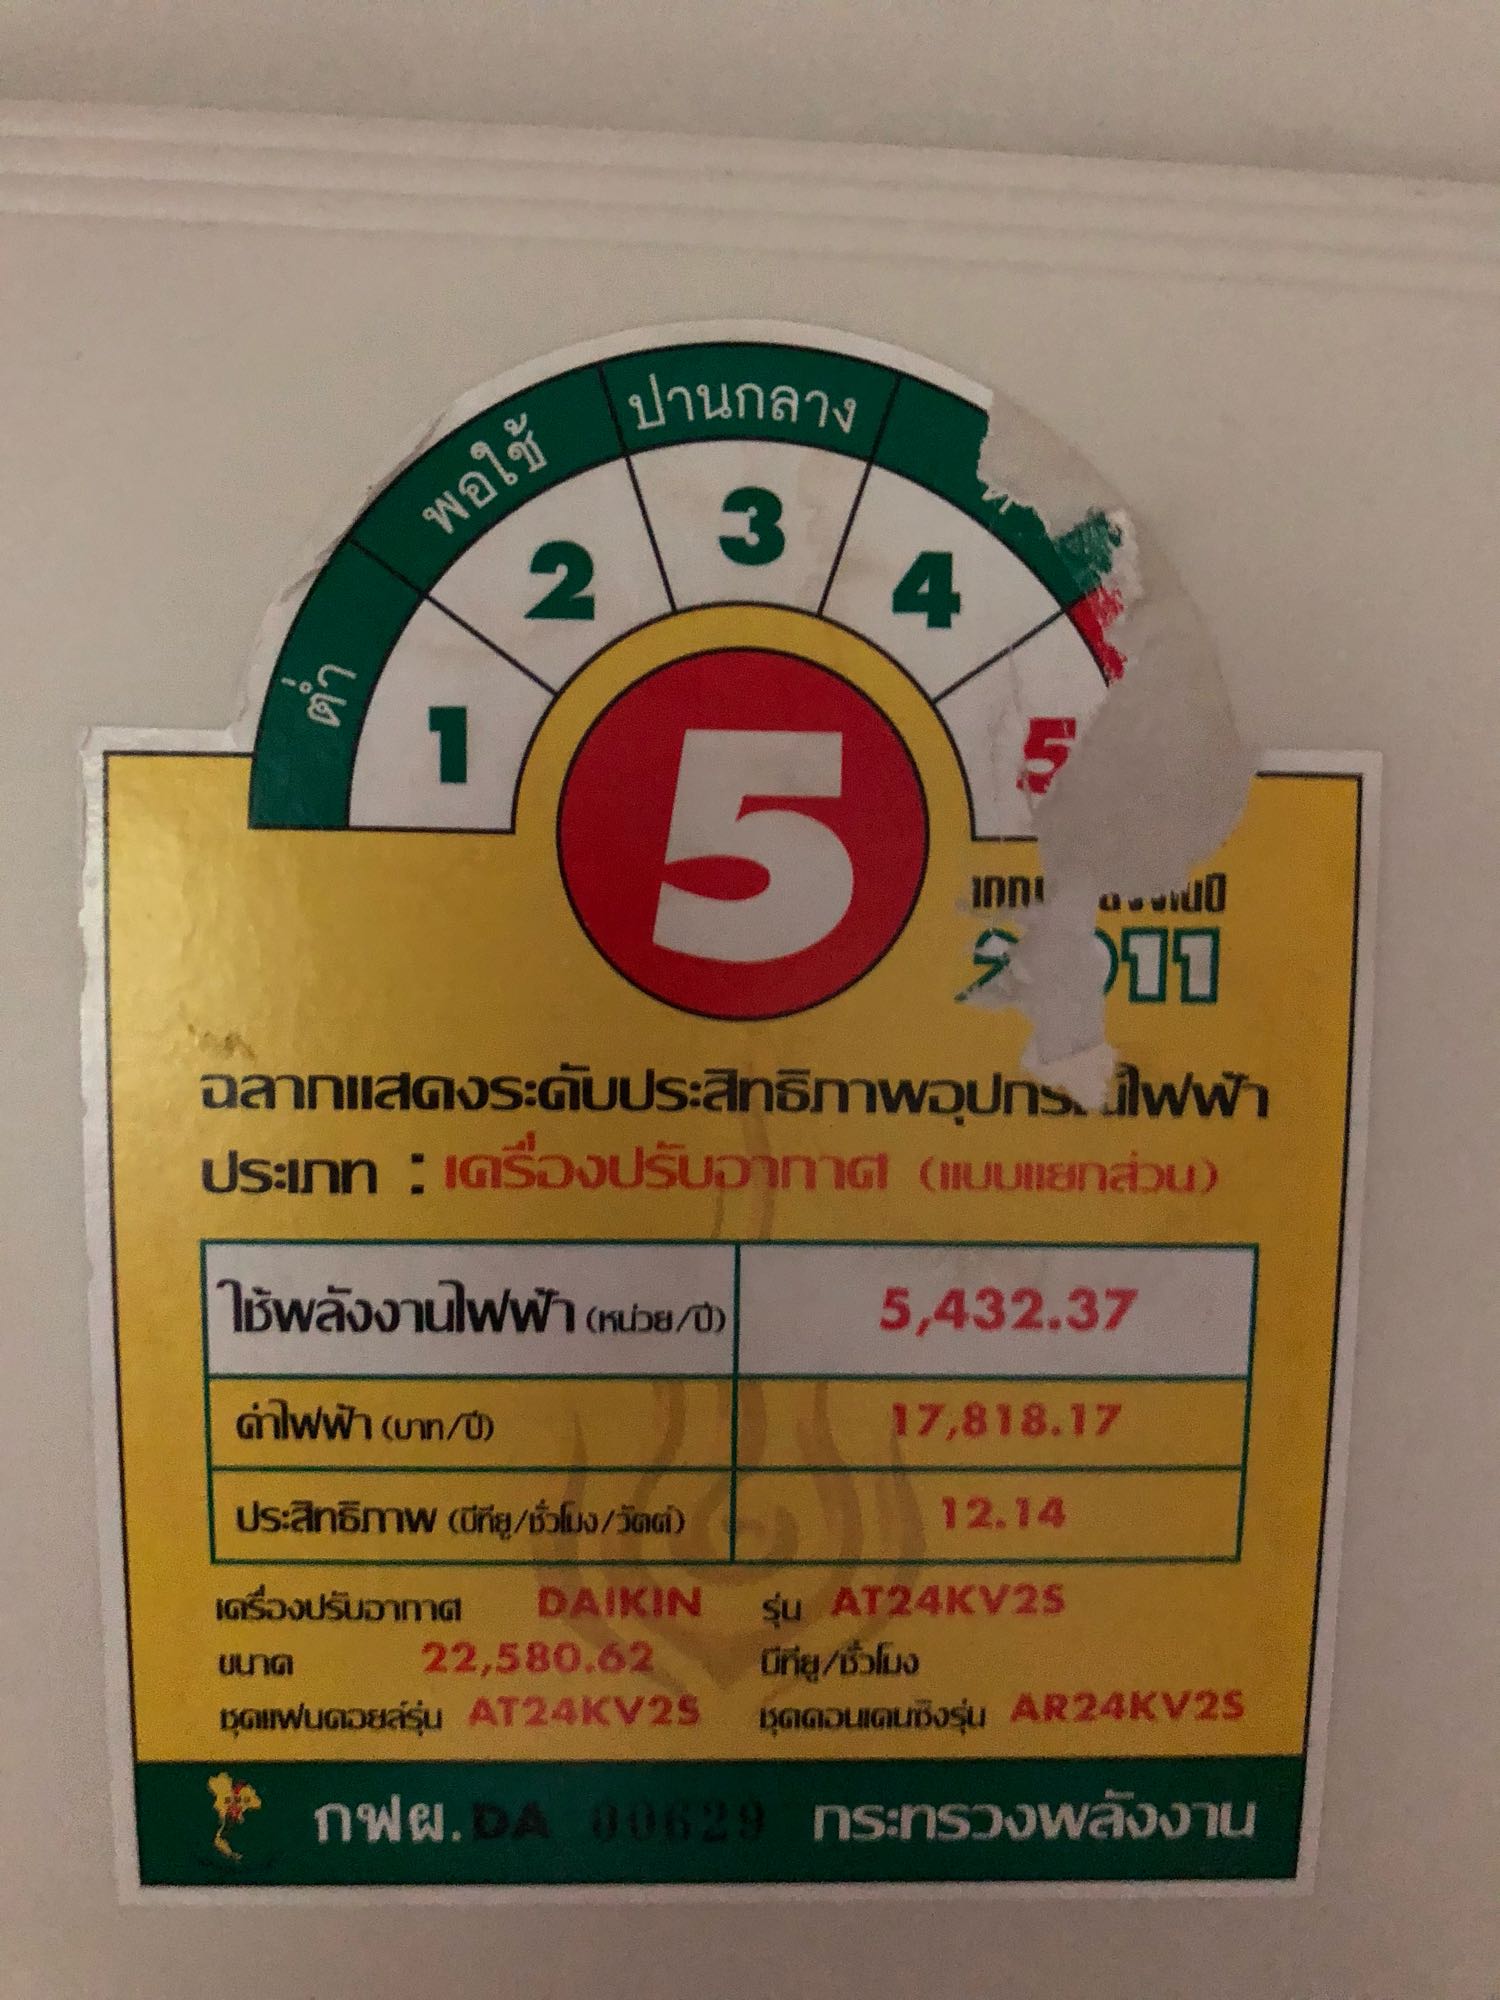 ต่ำ
พอใช้
ปานกลาง
1
2
3
4
5
5
2011
ฉลากแสดงระดับประสิทธิภาพอุปกรณ์ไฟฟ้า
ประเภท : เครื่องปรับอากาศ (แบบแยกส่วน)
ใช้พลังงานไฟฟ้า (หน่วย/ปี) 5,432.37
ค่าไฟฟ้า (บาท/ปี) 17,818.17
ประสิทธิภาพ (บีทียู/ชั่วโมง/วัตต์) 12.14
เครื่องปรับอากาศ DAIKIN รุ่น AT24KV2S
ขนาด 22,580.62 บีทียู/ชั่วโมง
ชุดแฟนคอยล์รุ่น AT24KV2S ชุดคอนเดนซิงรุ่น AR24KV2S
กฟผ. DA 00629 กระทรวงพลังงาน